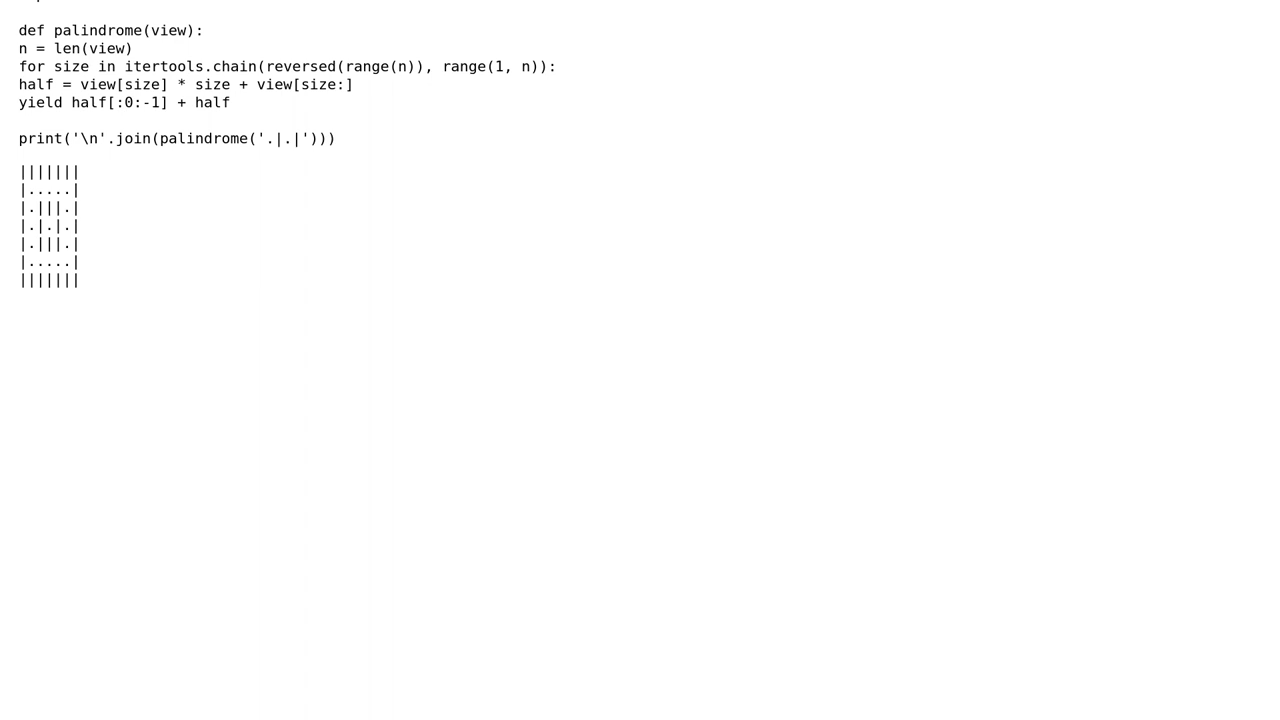 def palindrome(view):
n = len(view)
for size in itertools.chain(reversed(range(n)), range(1, n)):
half = view[size] * size + view[size:]
yield half[:0:-1] + half
print('\n'.join(palindrome('.|.|')))
|||||||
|.....|
|.|||.|
|.|.|.|
|.|||.|
|.....|
|||||||